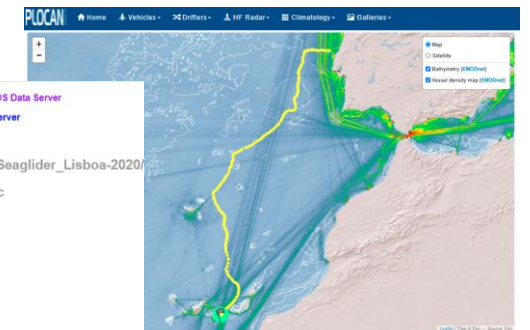 PLOCAN Home Vehicles Drifters HF Radar Climatology Galleries
+
−
Map
Satellite
Bathymetry (EMODnet)
Vessel density map (EMODnet)
OS Data Server
erver
Seaglider_Lisboa-2020/
c